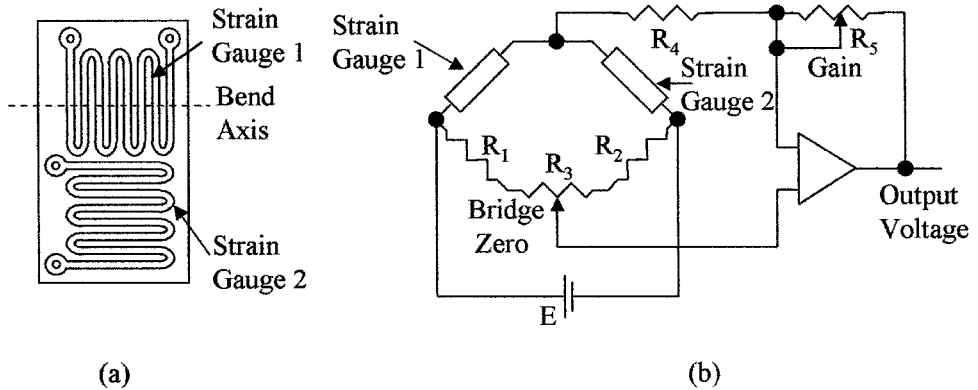 Strain
Gauge 1
Bend
Axis
Strain
Gauge 2
(a)
Strain
Gauge 1
R4
R5
Gain
Strain
Gauge 2
R1
R2
R3
Bridge
Zero
Output
Voltage
E
(b)